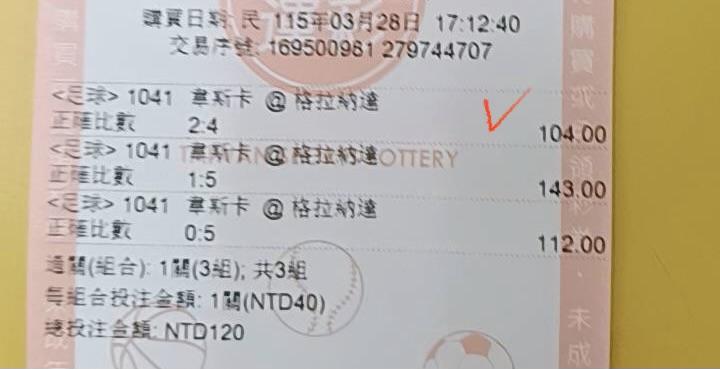 購買日期: 民 115年03月28日 17:12:40
交易序號: 169500981 279744707
<足球> 1041 韋斯卡 @ 格拉納達
正確比數 2:4 104.00
<足球> 1041 韋斯卡 @ 格拉納達
正確比數 1:5 143.00
<足球> 1041 韋斯卡 @ 格拉納達
正確比數 0:5 112.00
過關(組合): 1關(3組); 共3組
每組合投注金額: 1關(NTD40)
總投注金額: NTD120